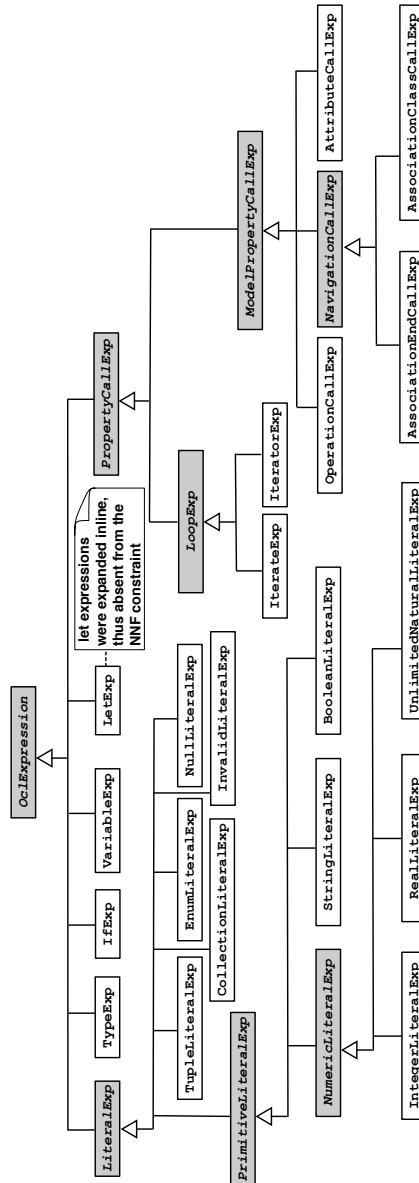 OclExpression
LiteralExp
TypeExp
IfExp
VariableExp
LetExp
let expressions
were expanded inline,
thus absent from the
NNF constraint
PropertyCallExp
PrimitiveLiteralExp
TupleLiteralExp
EnumLiteralExp
NullLiteralExp
CollectionLiteralExp
InvalidLiteralExp
LoopExp
ModelPropertyCallExp
NumericLiteralExp
StringLiteralExp
BooleanLiteralExp
IterateExp
IteratorExp
OperationCallExp
NavigationCallExp
AttributeCallExp
IntegerLiteralExp
RealLiteralExp
UnlimitedNaturalLiteralExp
AssociationEndCallExp
AssociationClassCallExp